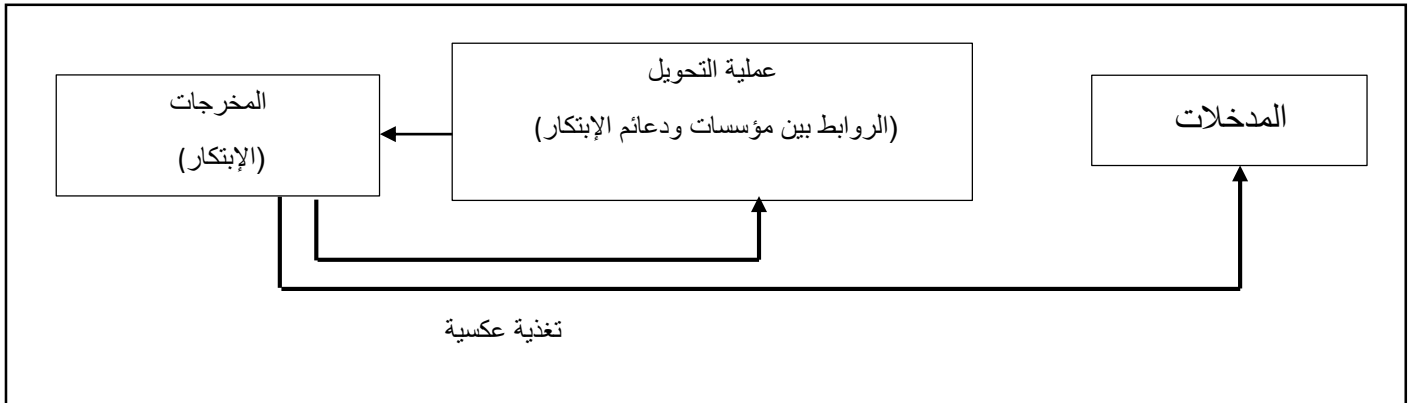 المدخلات
عملية التحويل
(الروابط بين مؤسسات ودعائم الإبتكار)
المخرجات
(الإبتكار)
تغذية عكسية